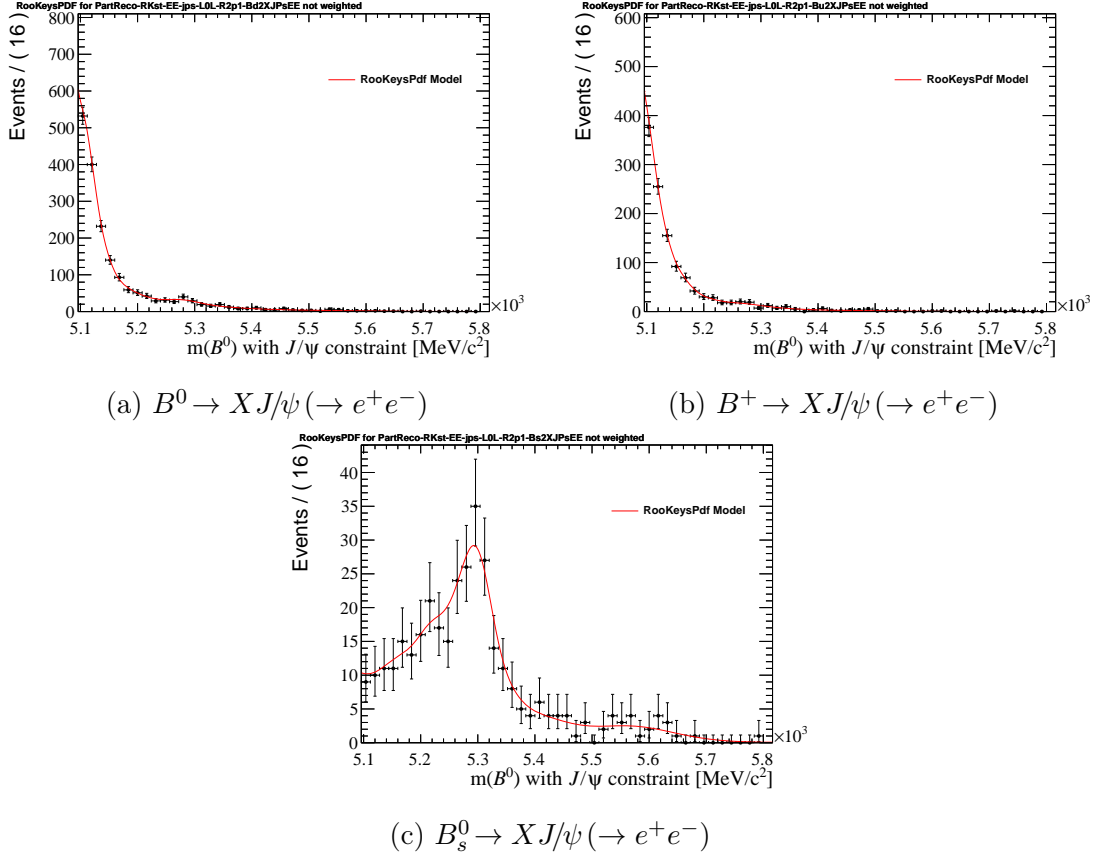 RooKeysPDF for PartReco-RKst-EE-jps-L0L-R2p1-Bd2XJPsEE not weighted
Events / ( 16 )
800
700
600
500
400
300
200
100
0
RooKeysPdf Model
5.1 5.2 5.3 5.4 5.5 5.6 5.7 5.8
×10³
m(B⁰) with J/ψ constraint [MeV/c²]
(a) B⁰ → XJ/ψ (→ e⁺e⁻)
RooKeysPDF for PartReco-RKst-EE-jps-L0L-R2p1-Bu2XJPsEE not weighted
Events / ( 16 )
600
500
400
300
200
100
0
RooKeysPdf Model
5.1 5.2 5.3 5.4 5.5 5.6 5.7 5.8
×10³
m(B⁰) with J/ψ constraint [MeV/c²]
(b) B⁺ → XJ/ψ (→ e⁺e⁻)
RooKeysPDF for PartReco-RKst-EE-jps-L0L-R2p1-Bs2XJPsEE not weighted
Events / ( 16 )
40
35
30
25
20
15
10
5
0
RooKeysPdf Model
5.1 5.2 5.3 5.4 5.5 5.6 5.7 5.8
×10³
m(B⁰) with J/ψ constraint [MeV/c²]
(c) B⁰ₛ → XJ/ψ (→ e⁺e⁻)